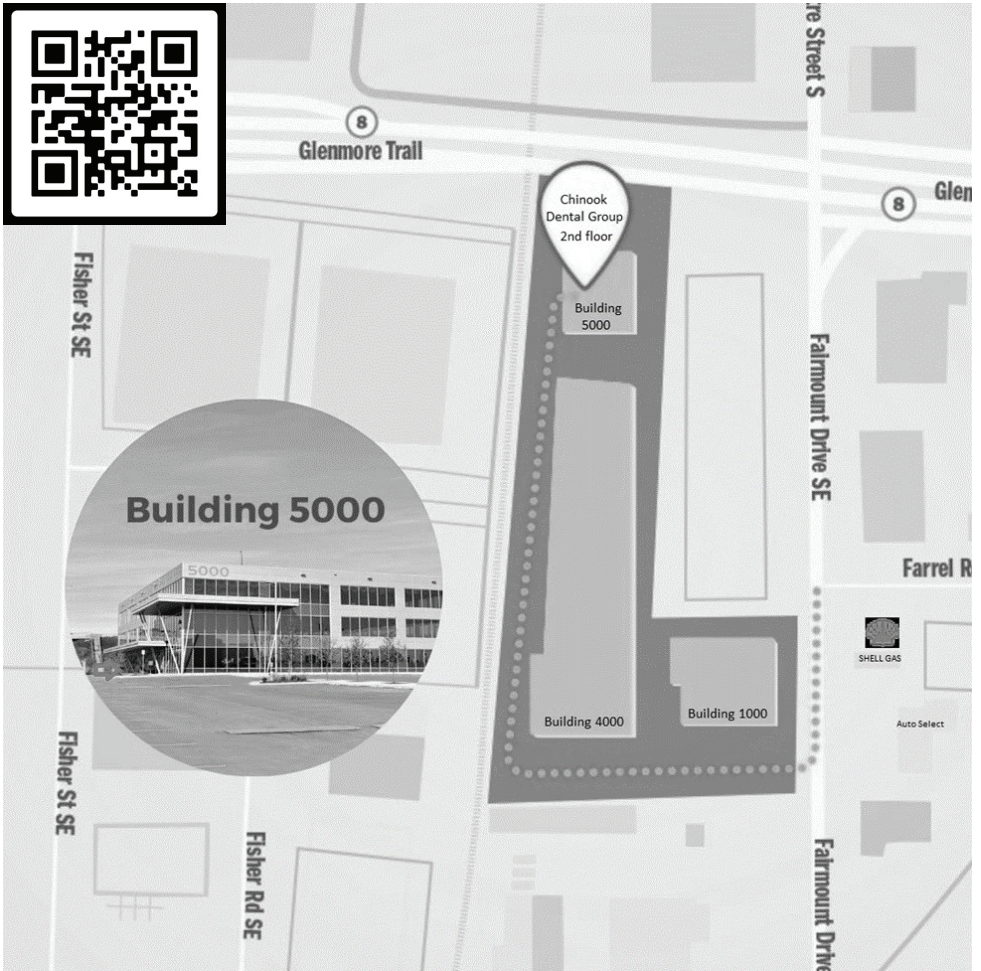 re Street S
8
Glenmore Trail
Chinook
Dental Group
2nd floor
8
Glen
Fisher St SE
Building
5000
Fairmount Drive SE
Building 5000
5000
Farrel R
SHELL GAS
Building 4000
Building 1000
Auto Select
Fisher St SE
Fisher Rd SE
Fairmount Drive